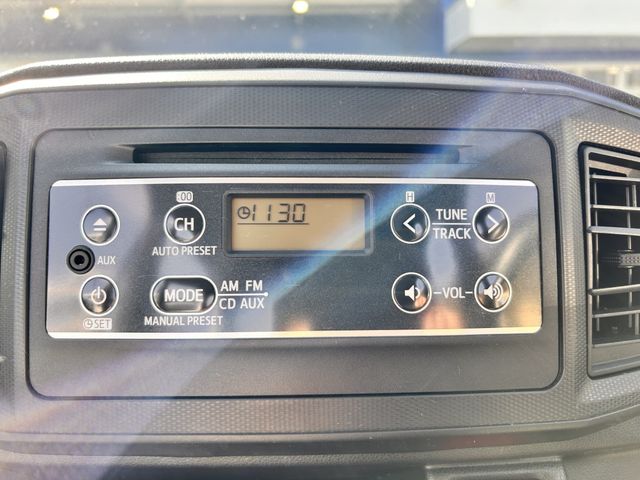 :00
H
M
1130
CH
TUNE
TRACK
AUTO PRESET
AUX
MODE
AM FM
CD AUX
-VOL-
SET
MANUAL PRESET